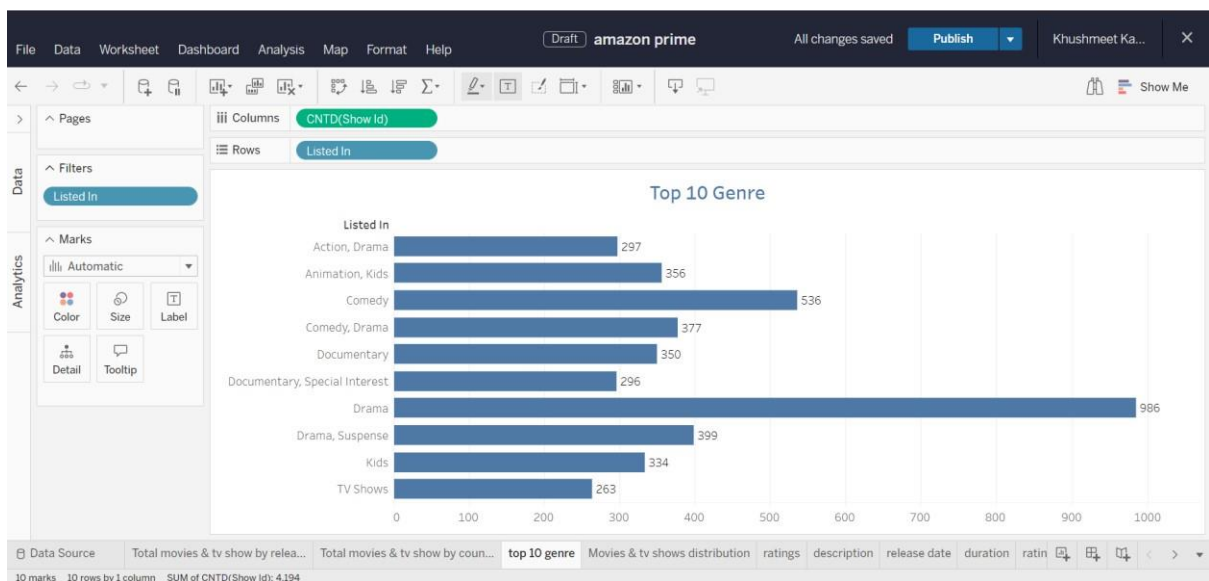 Draft amazon prime All changes saved Publish Khushmeet Ka... ×
File Data Worksheet Dashboard Analysis Map Format Help
Show Me
Pages
iii Columns CNTD(Show Id)
Rows Listed In
Data
Filters
Listed In
Top 10 Genre
Marks
Automatic
Color Size Label
Detail Tooltip
Analytics
Listed In
Action, Drama 297
Animation, Kids 356
Comedy 536
Comedy, Drama 377
Documentary 350
Documentary, Special Interest 296
Drama 986
Drama, Suspense 399
Kids 334
TV Shows 263
0 100 200 300 400 500 600 700 800 900 1000
Data Source Total movies & tv show by relea... Total movies & tv show by coun... top 10 genre Movies & tv shows distribution ratings description release date duration ratin
10 marks 10 rows by 1 column SUM of CNTD(Show Id): 4,194